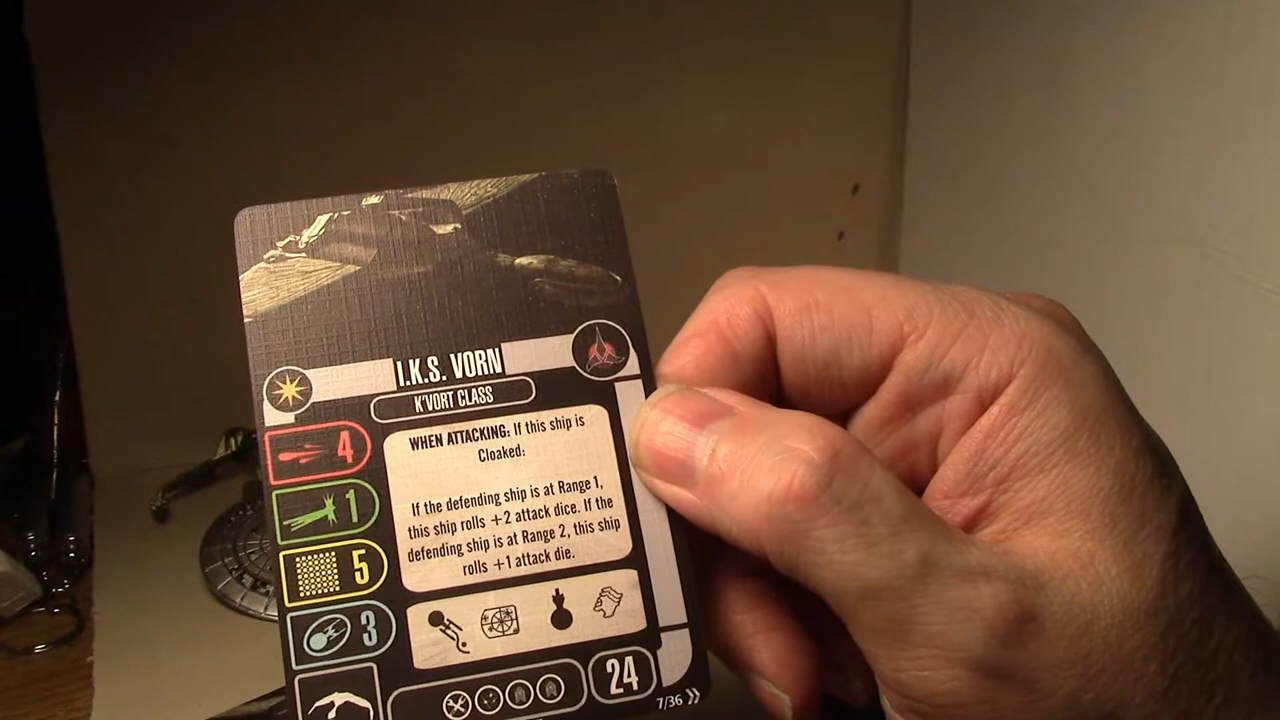 I.K.S. VORN
K'VORT CLASS
4
WHEN ATTACKING: If this ship is
Cloaked:
1
If the defending ship is at Range 1,
this ship rolls +2 attack dice. If the
defending ship is at Range 2, this ship
rolls +1 attack die.
5
3
24
7/36